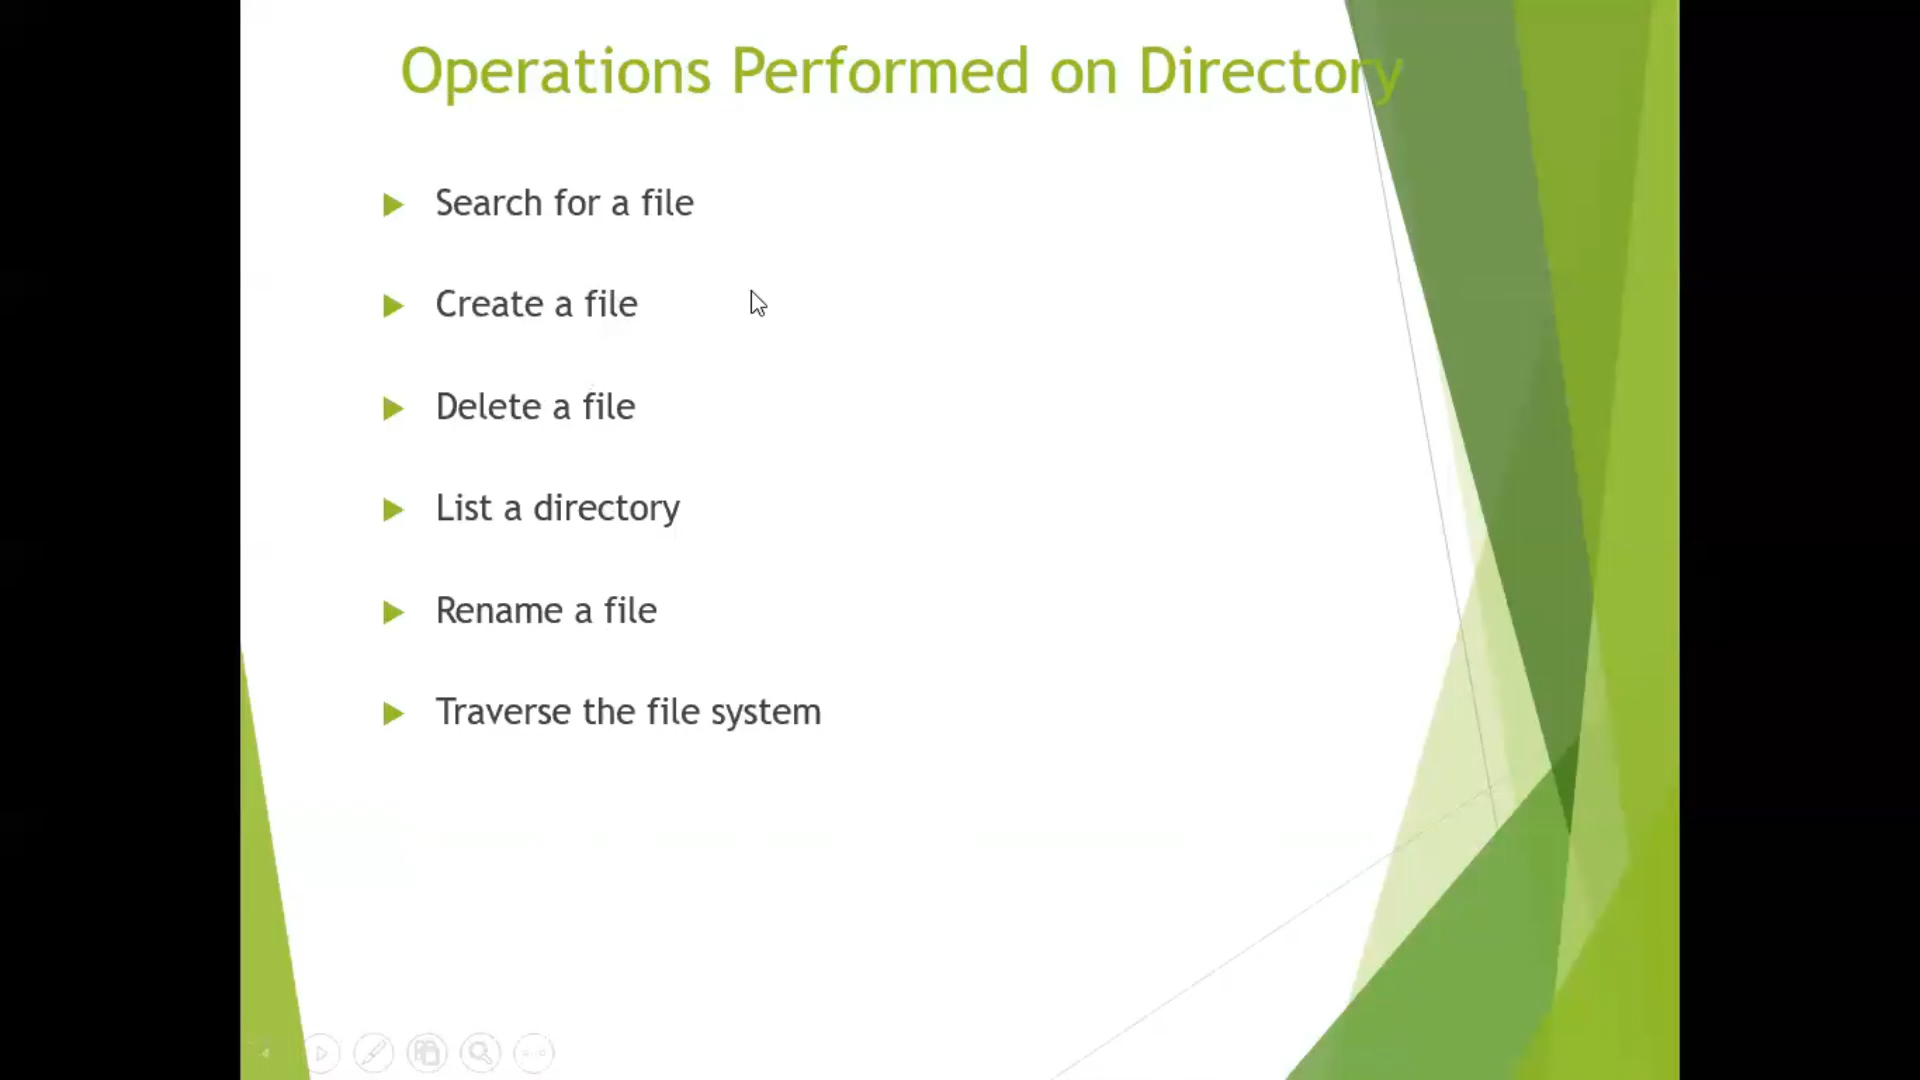 Operations Performed on Directory
Search for a file
Create a file
Delete a file
List a directory
Rename a file
Traverse the file system